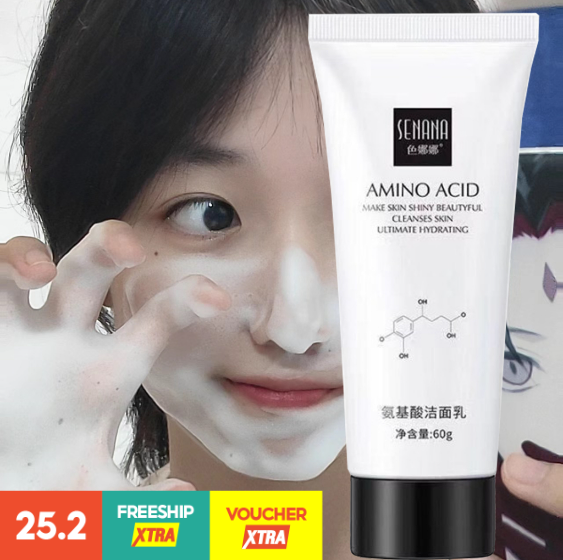 SENANA
色娜娜®
AMINO ACID
MAKE SKIN SHINY BEAUTYFUL
CLEANSES SKIN
ULTIMATE HYDRATING
OH
O
OH
O
OH
氨基酸洁面乳
净含量:60g
25.2
FREESHIP
XTRA
VOUCHER
XTRA